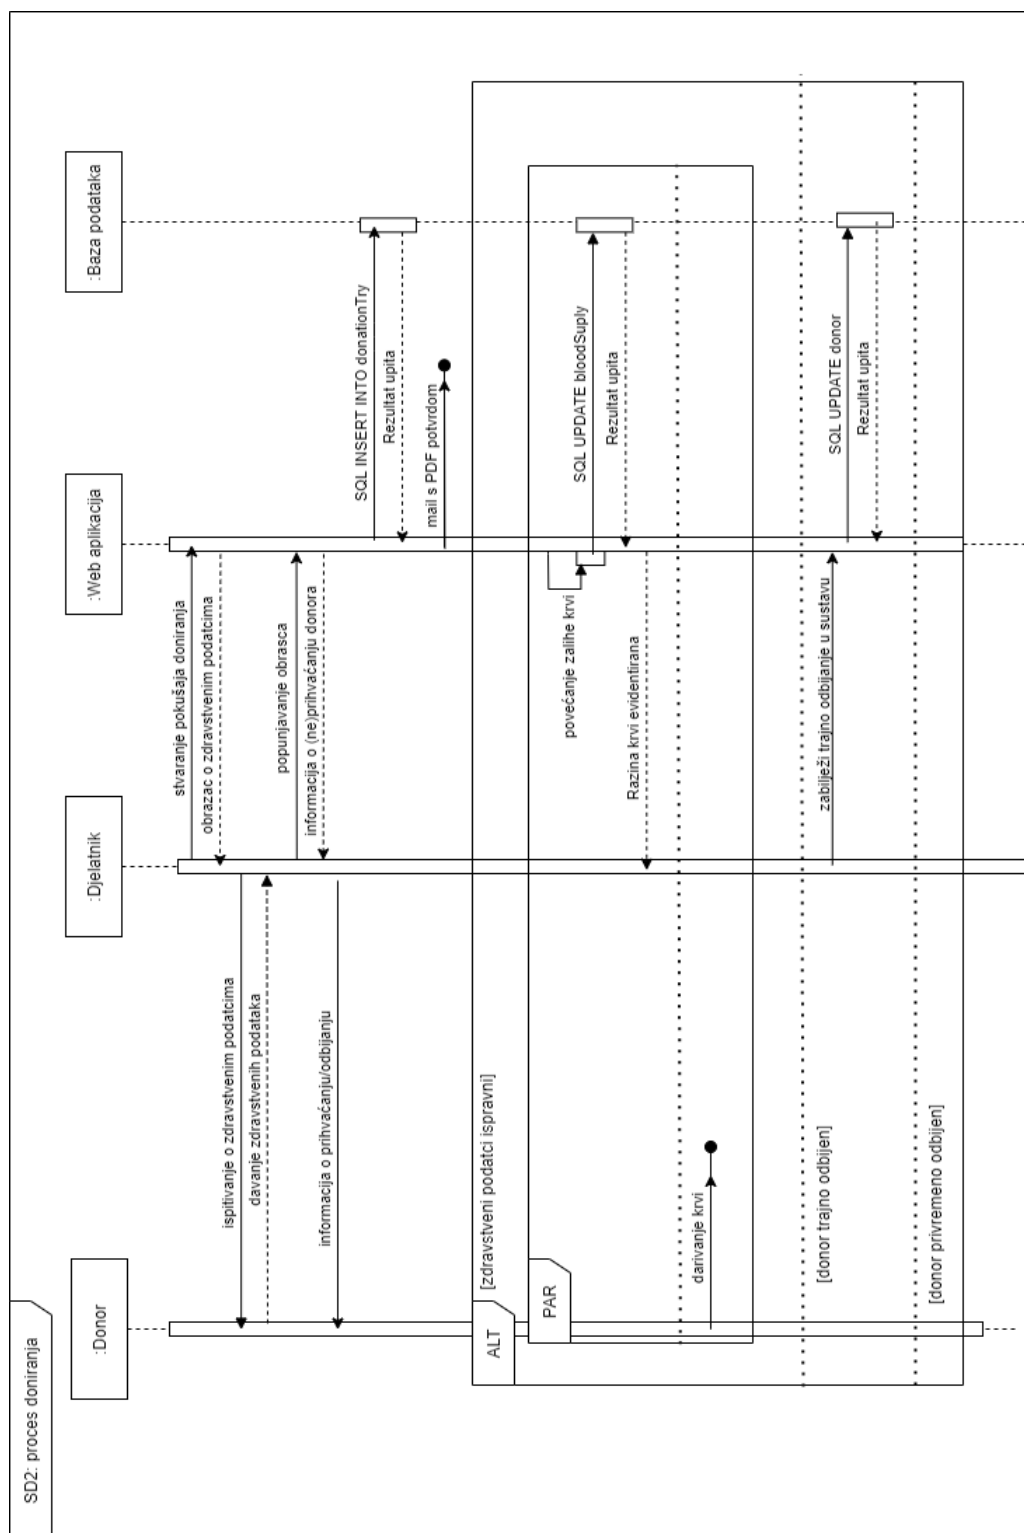 SD2: proces doniranja
:Donor
:Djelatnik
:Web aplikacija
:Baza podataka
stvaranje pokušaja doniranja
obrazac o zdravstvenim podatcima
ispitivanje o zdravstvenim podatcima
davanje zdravstvenih podataka
popunjavanje obrasca
informacija o (ne)prihvaćanju donora
informacija o prihvaćanju/odbijanju
SQL INSERT INTO donationTry
Rezultat upita
mail s PDF potvrdom
ALT
[zdravstveni podatci ispravni]
PAR
povećanje zalihe krvi
SQL UPDATE bloodSuply
Rezultat upita
Razina krvi evidentirana
darivanje krvi
[donor trajno odbijen]
zabilježi trajno odbijanje u sustavu
SQL UPDATE donor
Rezultat upita
[donor privremeno odbijen]